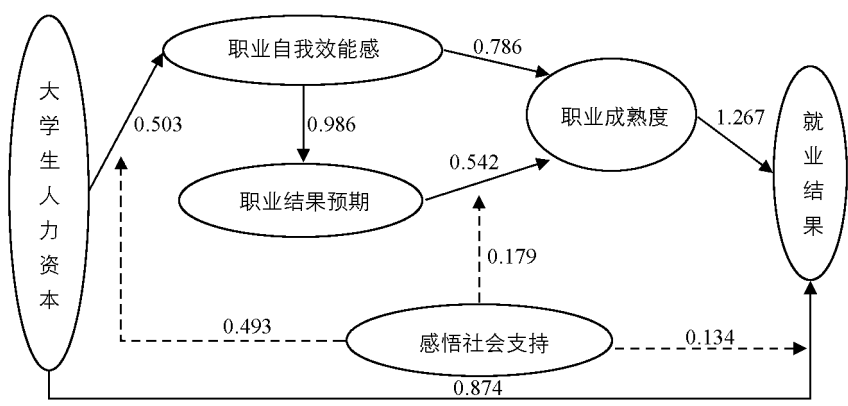 职业自我效能感
0.786
大学生人力资本
0.503
0.986
职业成熟度
1.267
就业结果
0.542
职业结果预期
0.179
0.493
感悟社会支持
0.134
0.874